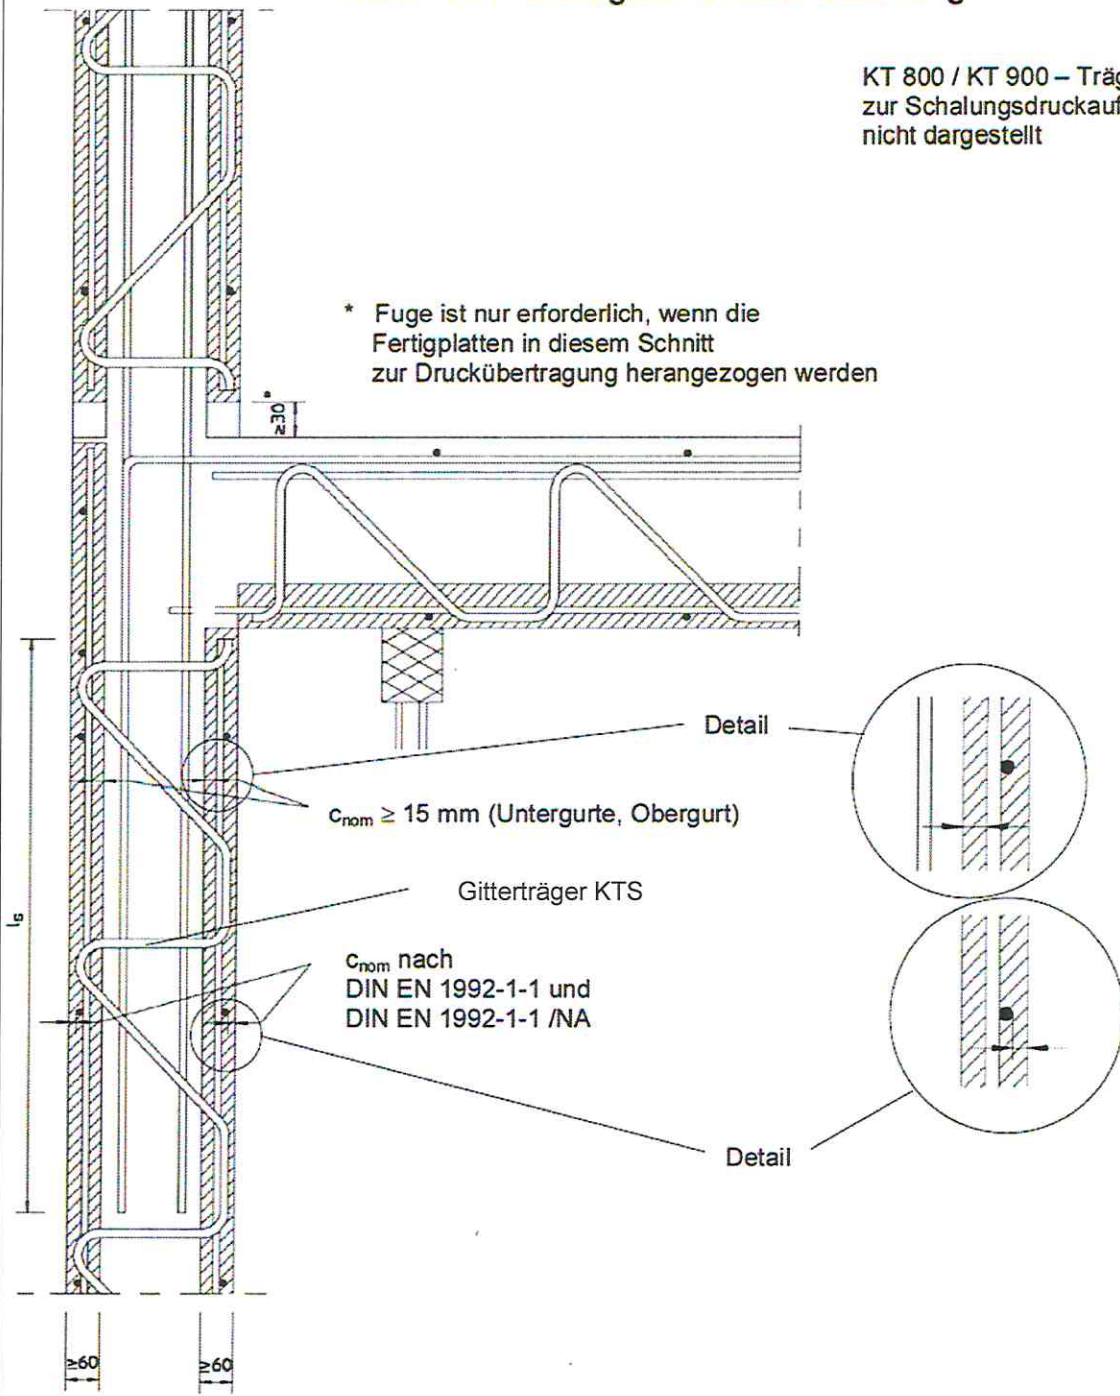 KT 800 / KT 900 – Träg
zur Schalungsdruckauf
nicht dargestellt
* Fuge ist nur erforderlich, wenn die
Fertigplatten in diesem Schnitt
zur Druckübertragung herangezogen werden
≥30*
Detail
cnom ≥ 15 mm (Untergurte, Obergurt)
Gitterträger KTS
ls
cnom nach
DIN EN 1992-1-1 und
DIN EN 1992-1-1 /NA
Detail
≥60
≥60